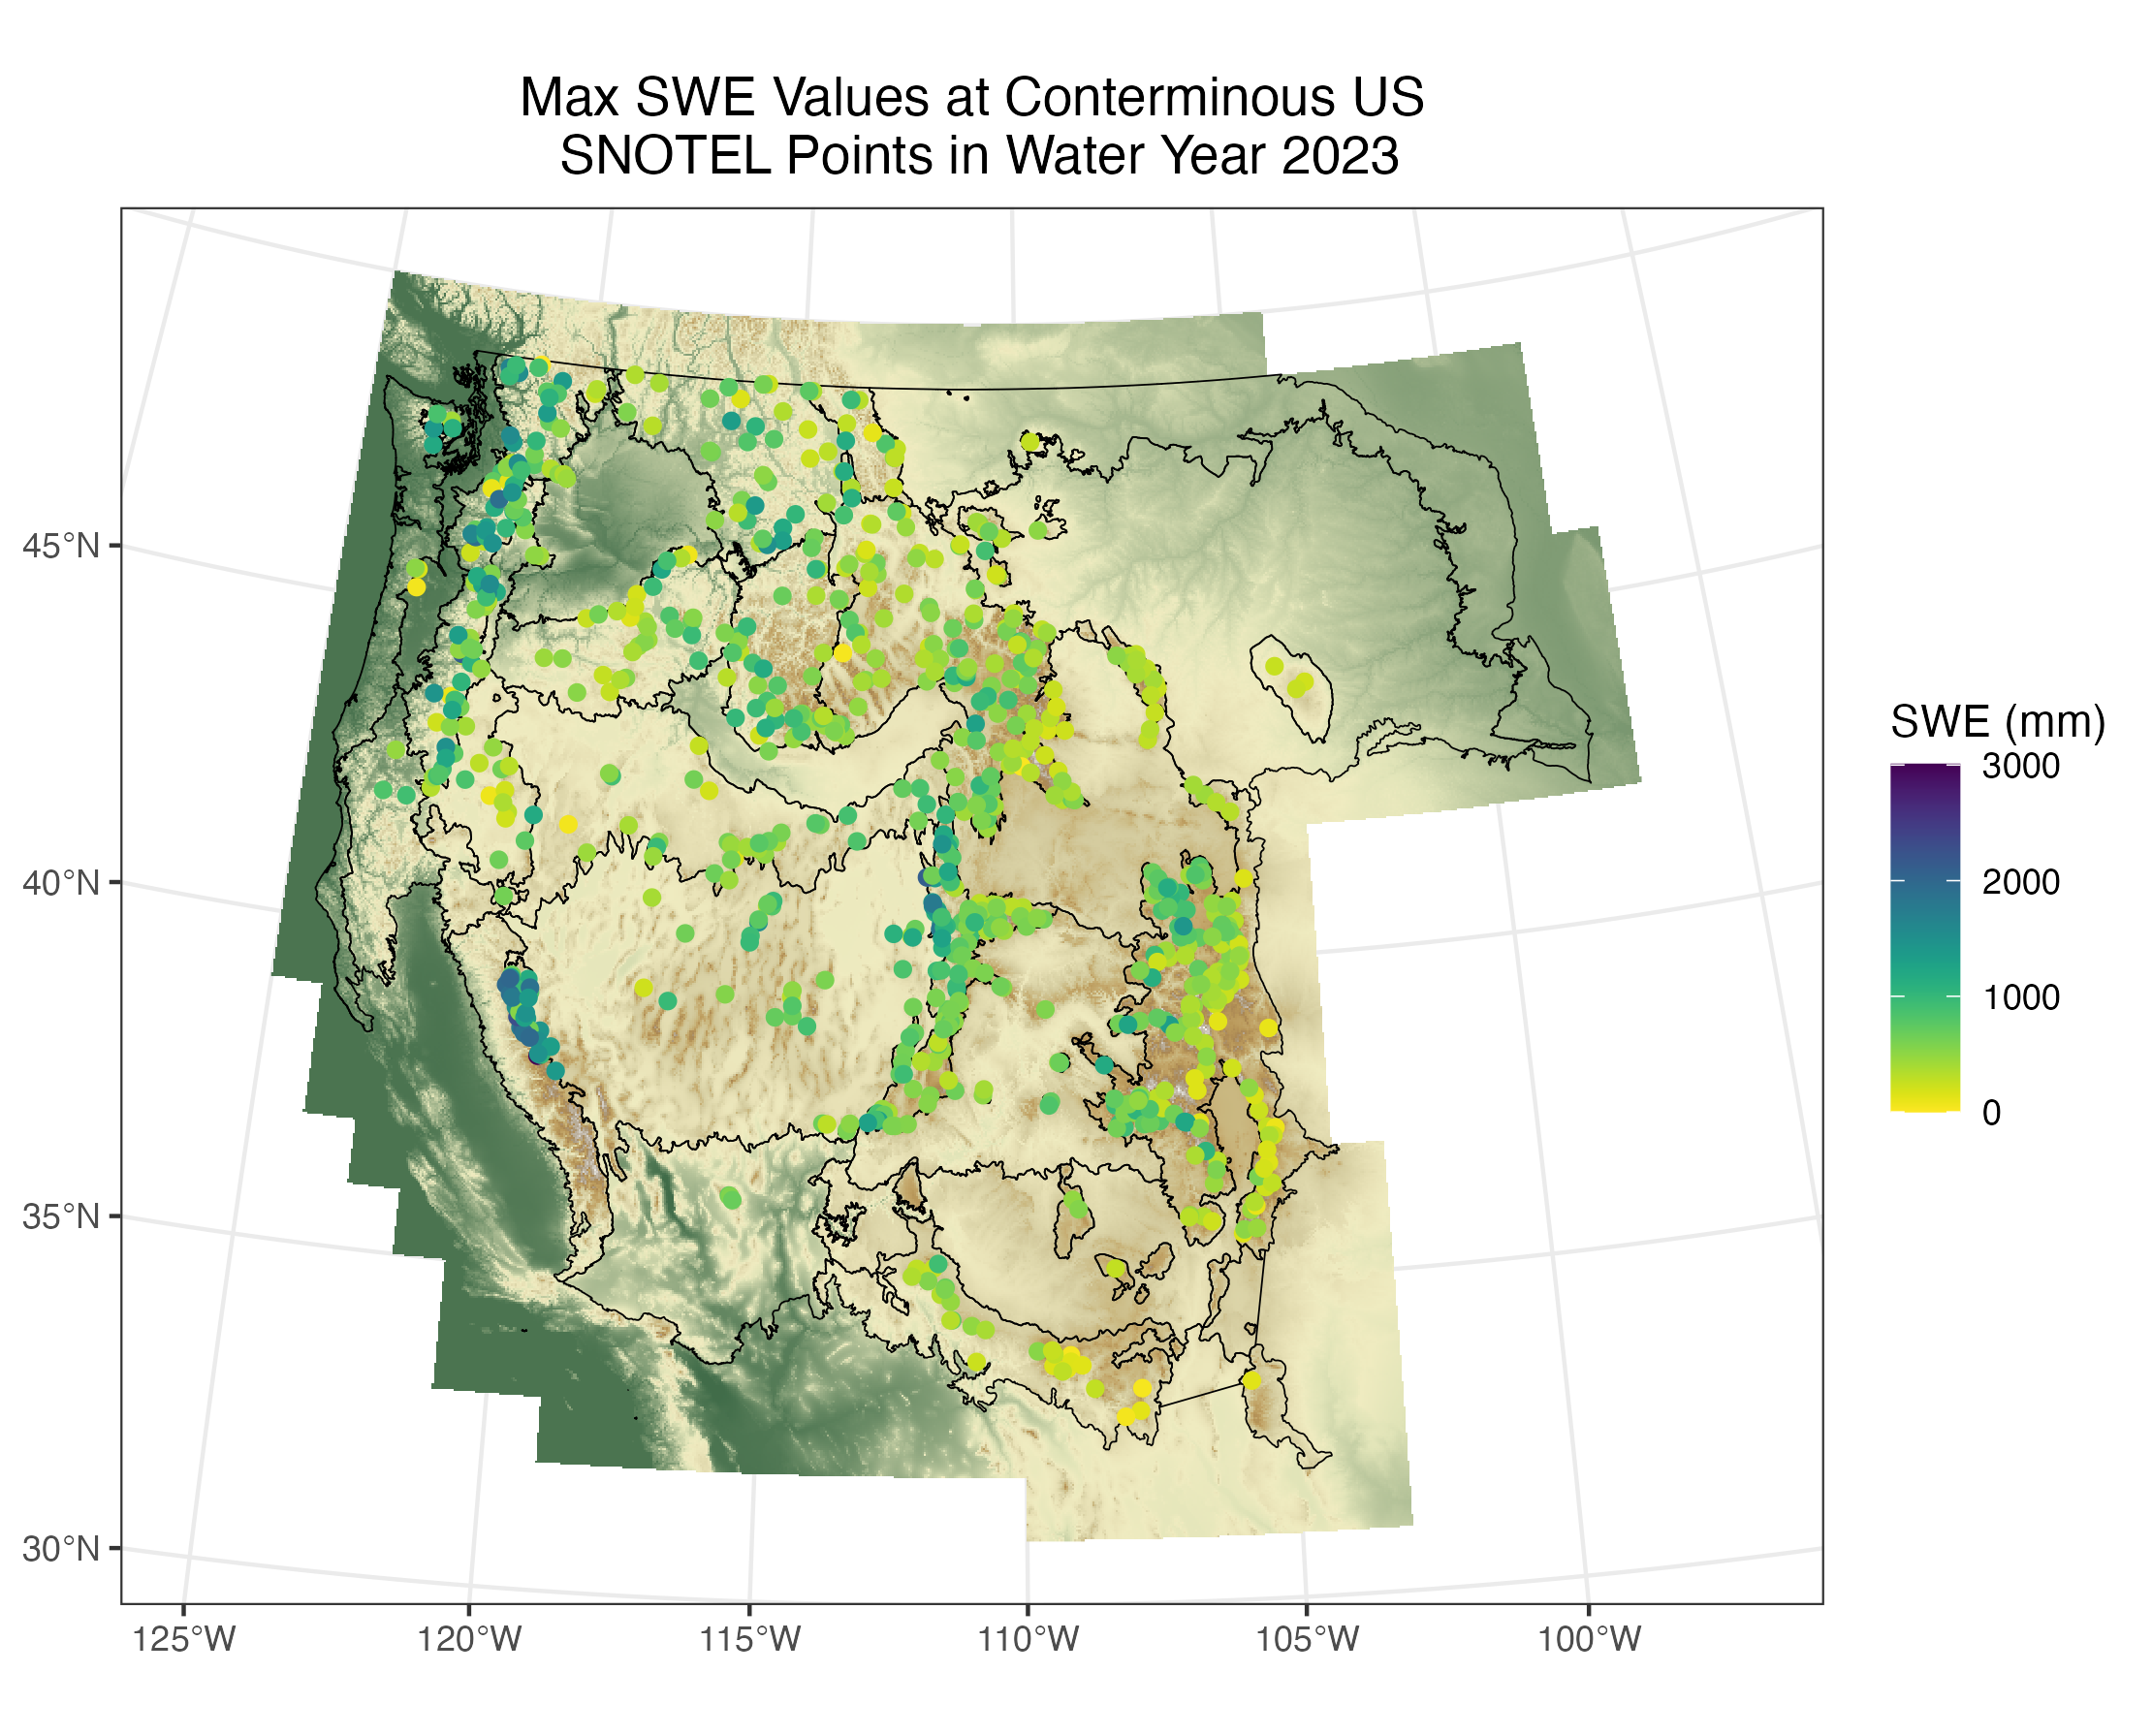 Max SWE Values at Conterminous US
SNOTEL Points in Water Year 2023
45°N
40°N
35°N
30°N
125°W
120°W
115°W
110°W
105°W
100°W
SWE (mm)
3000
2000
1000
0